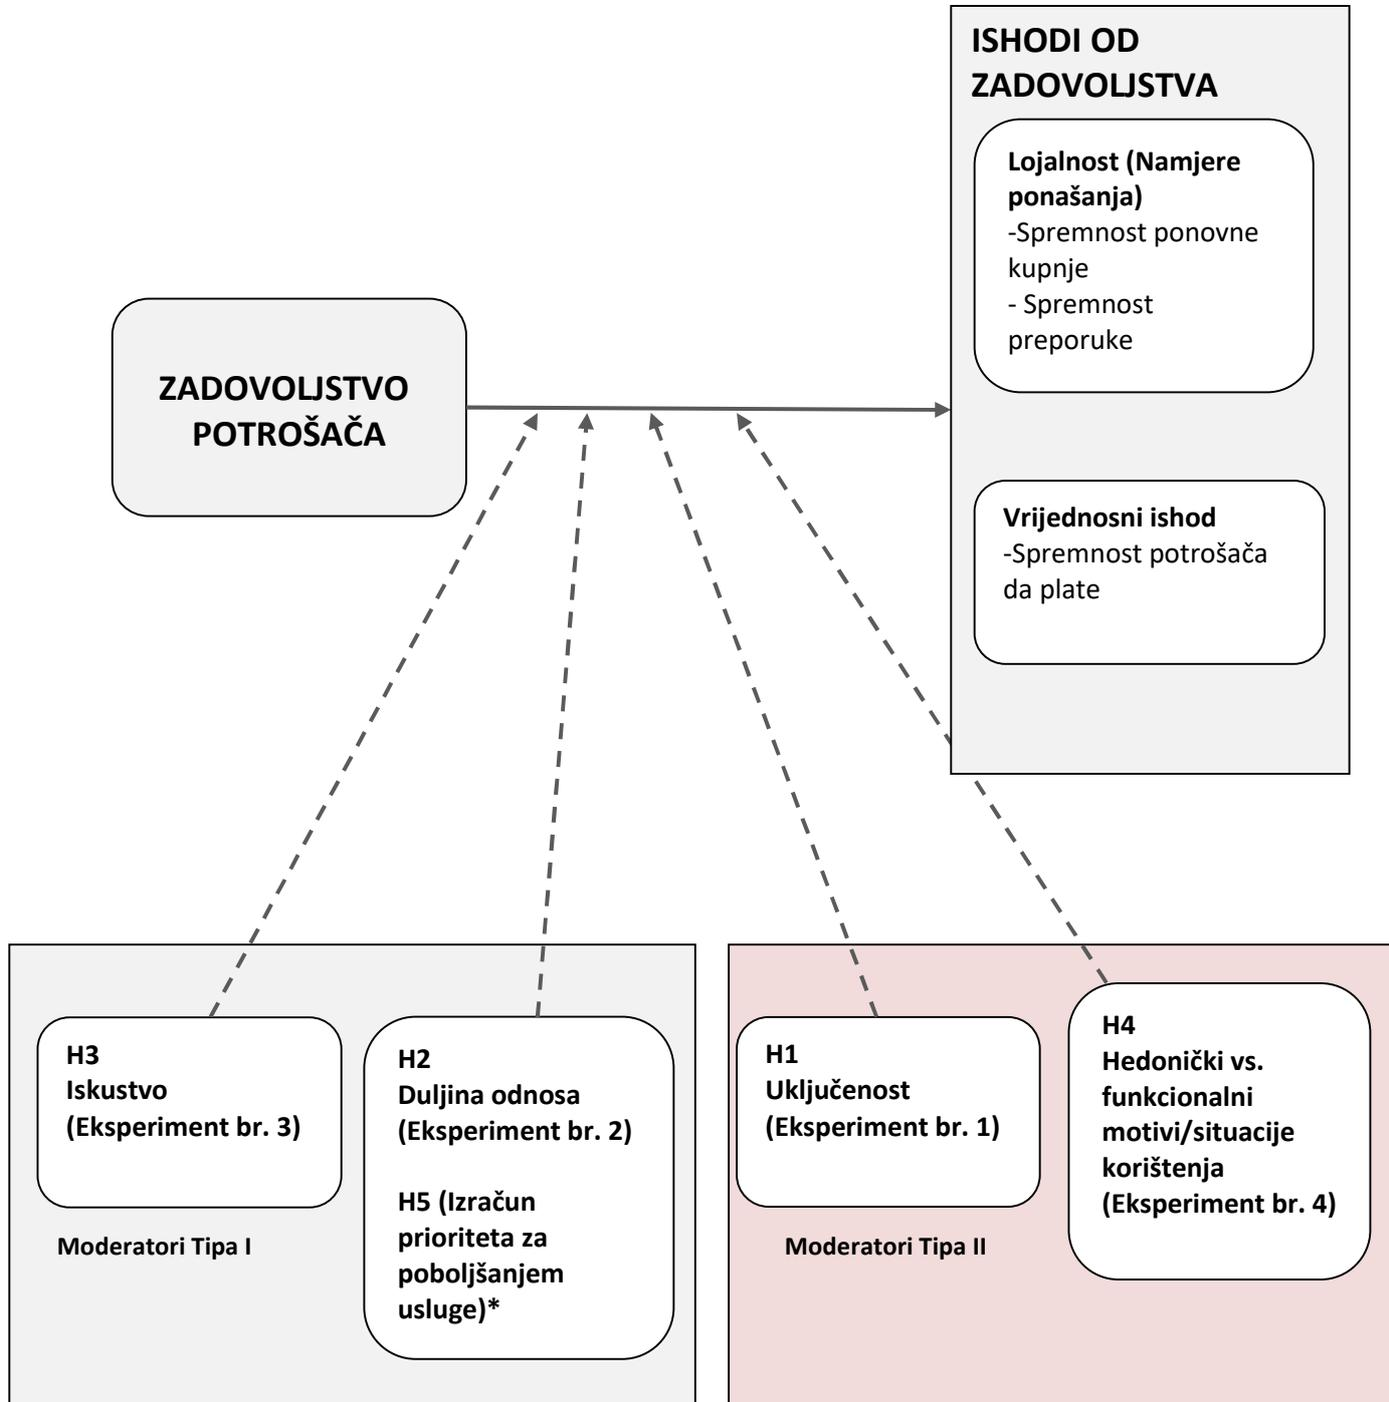 ISHODI OD
ZADOVOLJSTVA
Lojalnost (Namjere
ponašanja)
-Spremnost ponovne
kupnje
- Spremnost
preporuke
ZADOVOLJSTVO
POTROŠAČA
Vrijednosni ishod
-Spremnost potrošača
da plate
H3
Iskustvo
(Eksperiment br. 3)
Moderatori Tipa I
H2
Duljina odnosa
(Eksperiment br. 2)
H5 (Izračun
prioriteta za
poboljšanjem
usluge)*
H1
Uključenost
(Eksperiment br. 1)
Moderatori Tipa II
H4
Hedonički vs.
funkcionalni
motivi/situacije
korištenja
(Eksperiment br. 4)